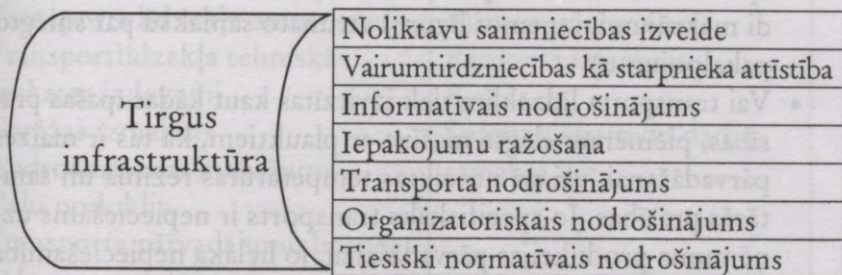 Tirgus
infrastruktūra
Noliktavu saimniecības izveide
Vairumtirdzniecības kā starpnieka attīstība
Informatīvais nodrošinājums
Iepakojumu ražošana
Transporta nodrošinājums
Organizatoriskais nodrošinājums
Tiesiski normatīvais nodrošinājums